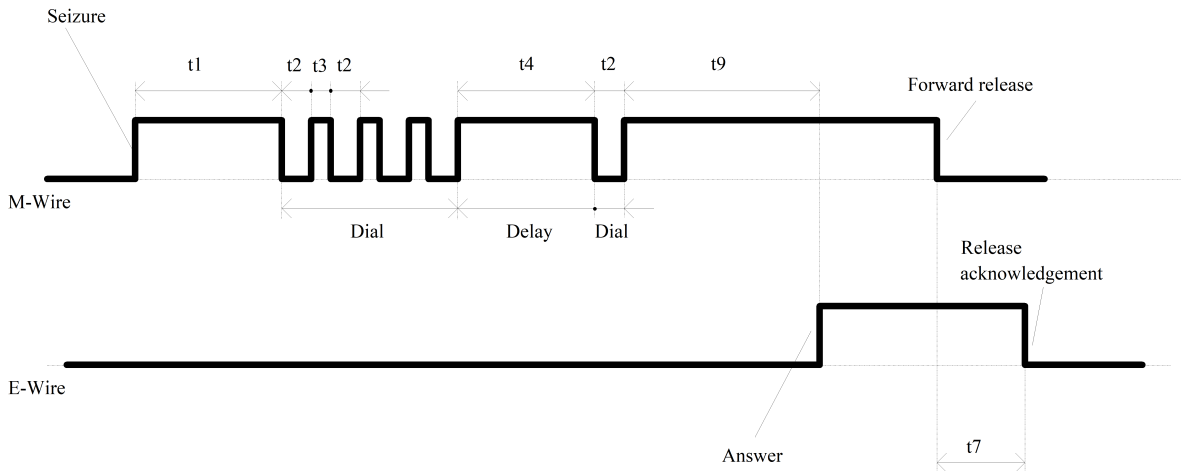 Seizure
t1
t2
t3
t2
t4
t2
t9
Forward release
M-Wire
Dial
Delay
Dial
Release
acknowledgement
E-Wire
Answer
t7